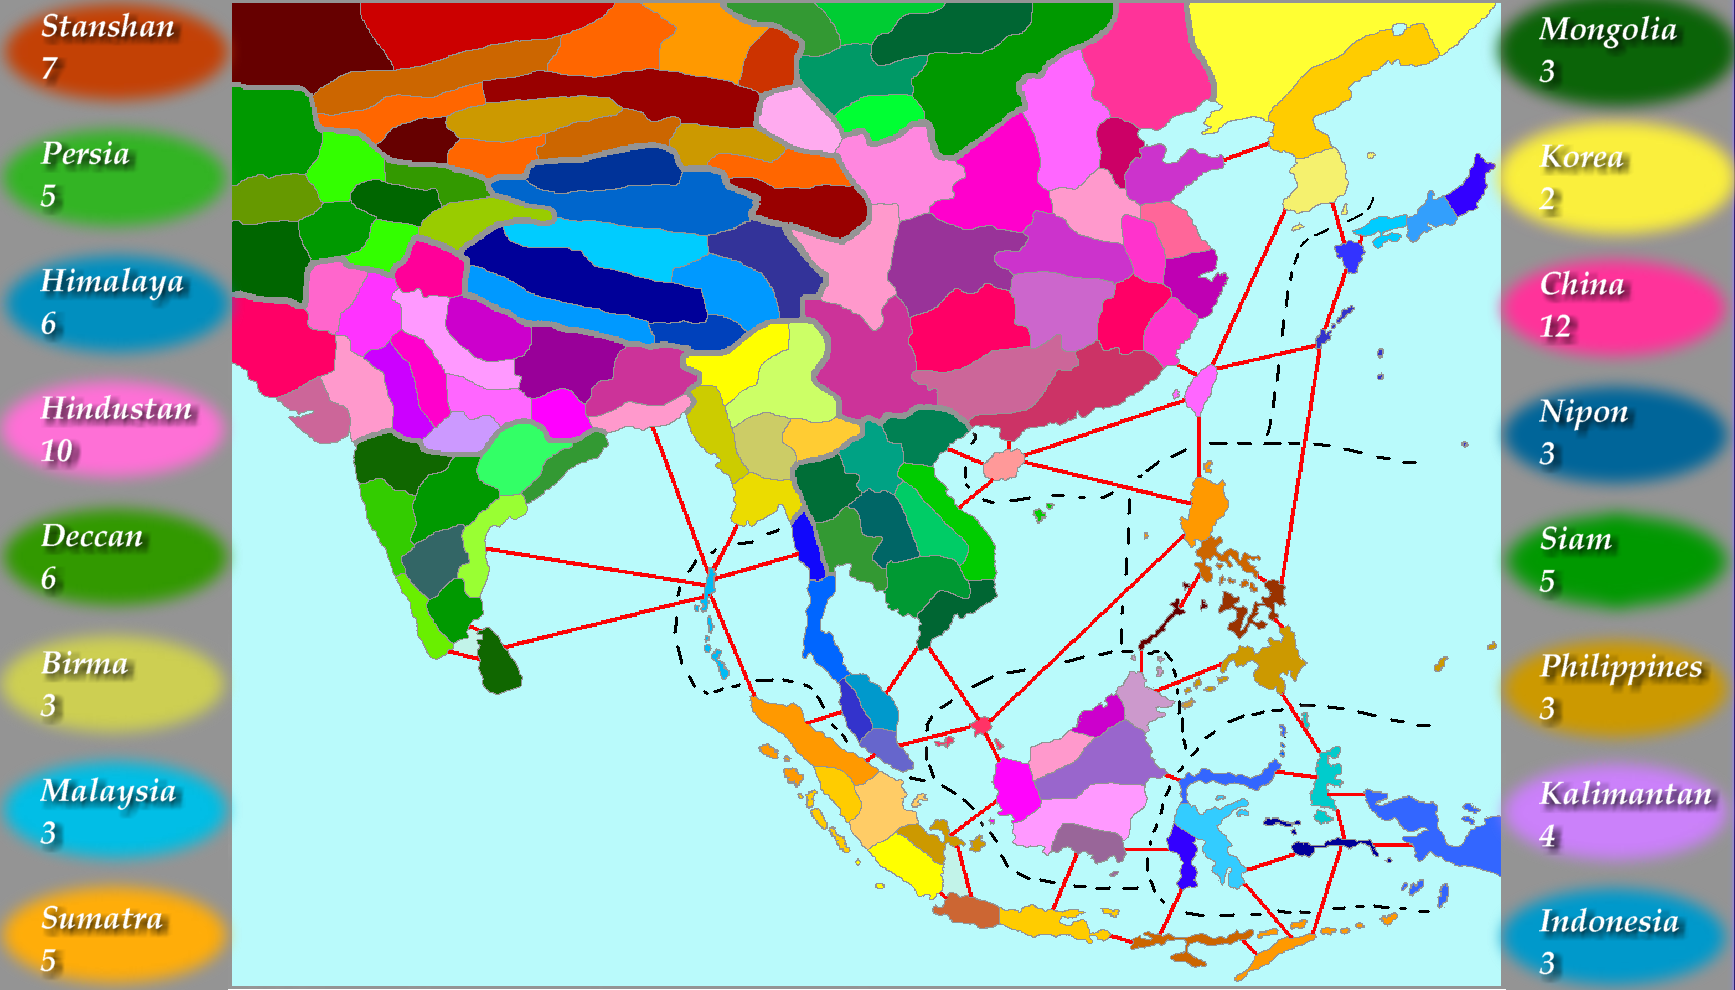 Stanshan
7
Persia
5
Himalaya
6
Hindustan
10
Deccan
6
Birma
3
Malaysia
3
Sumatra
5
Mongolia
3
Korea
2
China
12
Nipon
3
Siam
5
Philippines
3
Kalimantan
4
Indonesia
3